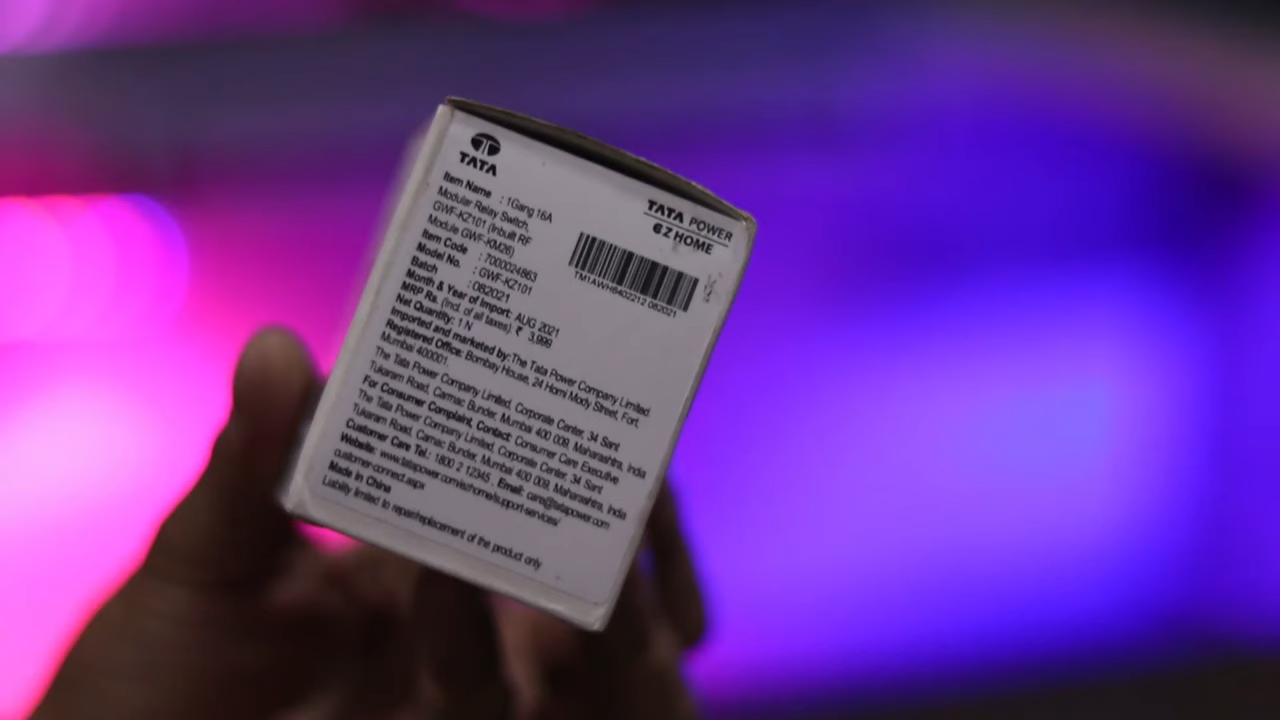 TATA
Item Name : 1Gang 16A
Modular Relay Switch,
GWF-KZ101 (Inbuilt RF
Module GWF-KM26)
Item Code : 7000024863
Model No. : GWF-KZ101
Batch : 082021
Month & Year of Import: AUG 2021
MRP Rs. (Incl. of all taxes) ₹ 3,999
Net Quantity: 1 N
Imported and marketed by:The Tata Power Company Limited
Registered Office: Bombay House, 24 Homi Mody Street, Fort,
Mumbai 400001.
The Tata Power Company Limited, Corporate Center, 34 Sant
Tukaram Road, Carnac Bunder, Mumbai 400 009, Maharashtra, India
For Consumer Complaint, Contact: Consumer Care Executive
The Tata Power Company Limited, Corporate Center, 34 Sant
Tukaram Road, Carnac Bunder, Mumbai 400 009, Maharashtra, India
Customer Care Tel.: 1800 2 12345 , Email: care@tatapower.com
Website: www.tatapower.com/ezhome/support-services/
customer-connect.aspx
Made in China
Liability limited to repair/replacement of the product only
TATA POWER
EZ HOME
TM1AWH6402212 082021